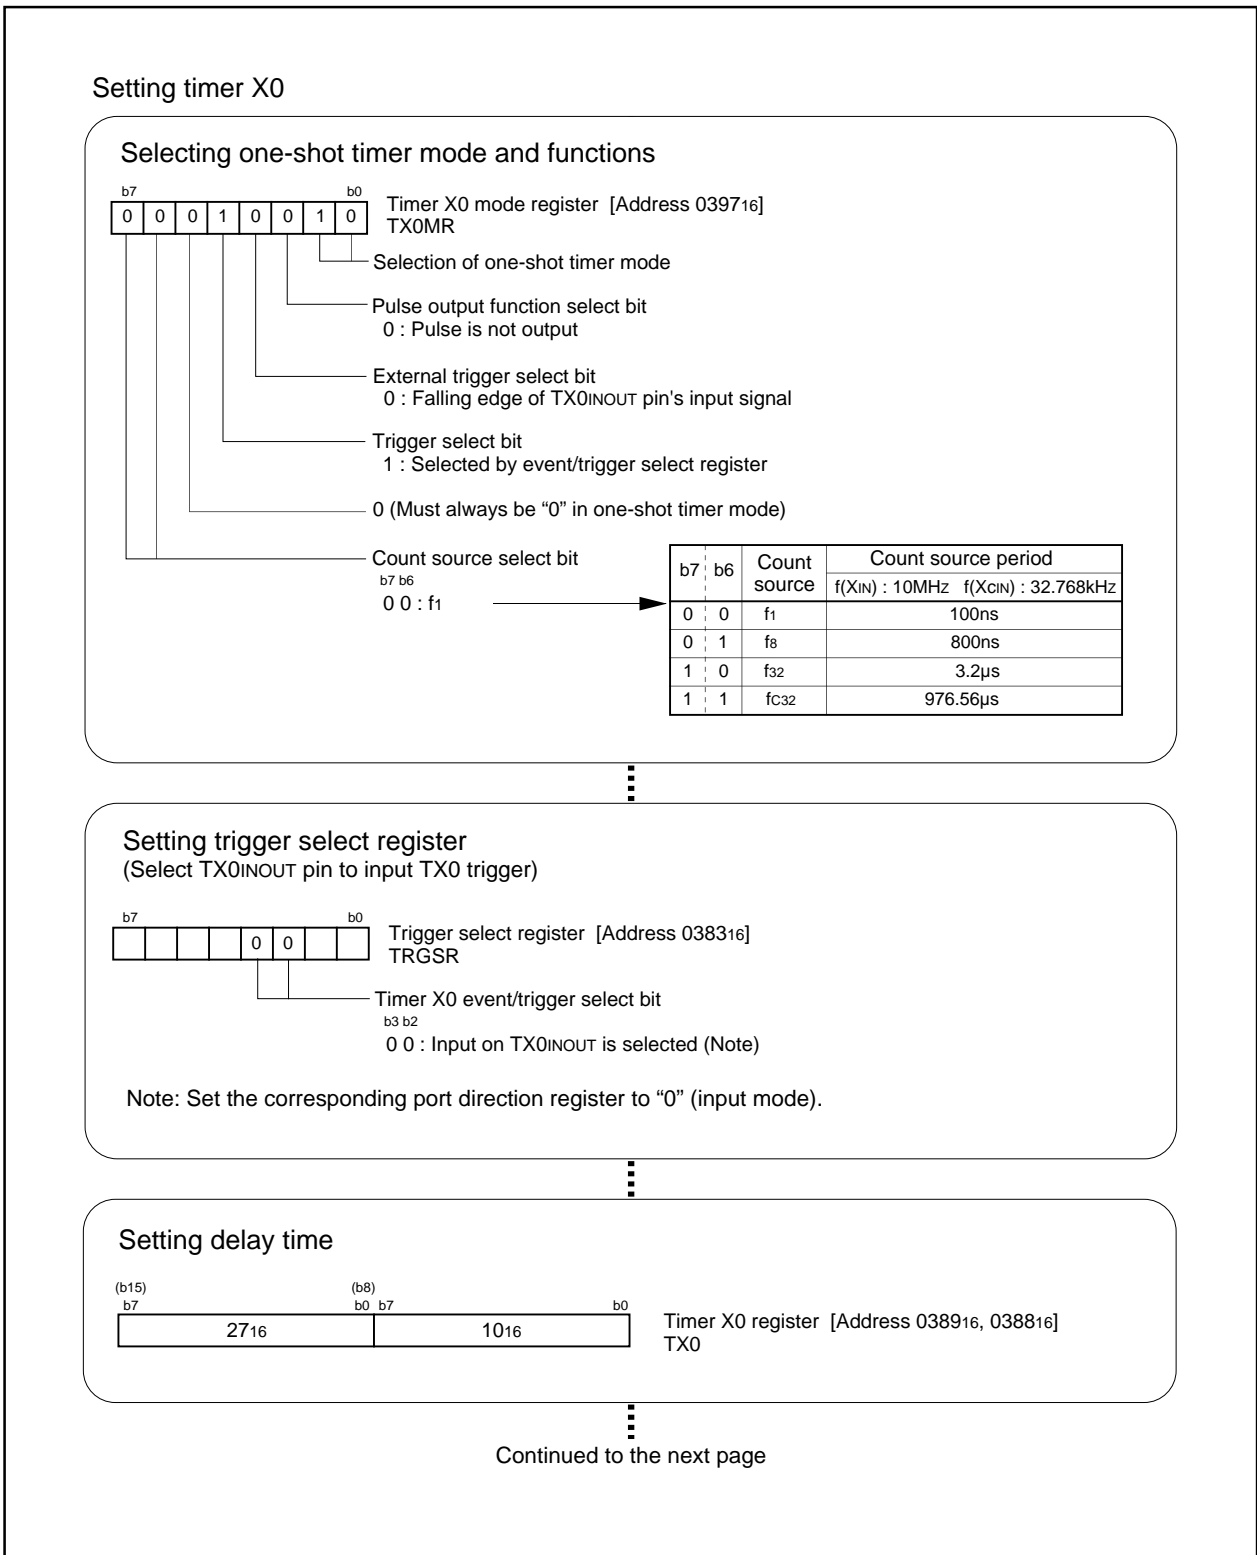 Setting timer X0
Selecting one-shot timer mode and functions
b7 b0
0 0 0 1 0 0 1 0
Timer X0 mode register [Address 039716]
TX0MR
Selection of one-shot timer mode
Pulse output function select bit
0 : Pulse is not output
External trigger select bit
0 : Falling edge of TX0INOUT pin's input signal
Trigger select bit
1 : Selected by event/trigger select register
0 (Must always be “0” in one-shot timer mode)
Count source select bit
b7 b6
0 0 : f1
b7 b6 Count source Count source period
f(XIN) : 10MHz f(XCIN) : 32.768kHz
0 0 f1 100ns
0 1 f8 800ns
1 0 f32 3.2µs
1 1 fC32 976.56µs
Setting trigger select register
(Select TX0INOUT pin to input TX0 trigger)
b7 b0
0 0
Trigger select register [Address 038316]
TRGSR
Timer X0 event/trigger select bit
b3 b2
0 0 : Input on TX0INOUT is selected (Note)
Note: Set the corresponding port direction register to “0” (input mode).
Setting delay time
(b15) (b8)
b7 b0 b7 b0
2716 1016
Timer X0 register [Address 038916, 038816]
TX0
Continued to the next page